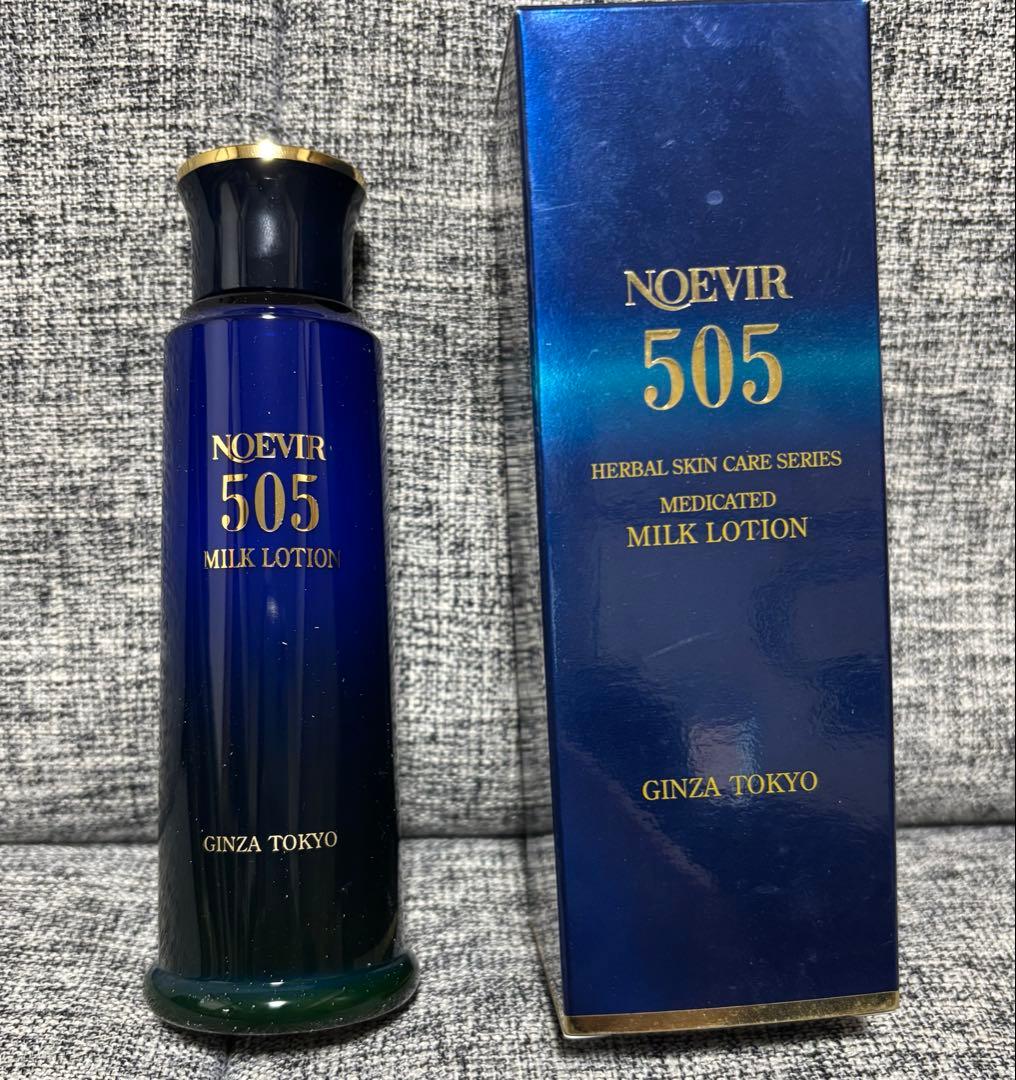 NOEVIR
505
MILK LOTION
GINZA TOKYO
NOEVIR
505
HERBAL SKIN CARE SERIES
MEDICATED
MILK LOTION
GINZA TOKYO